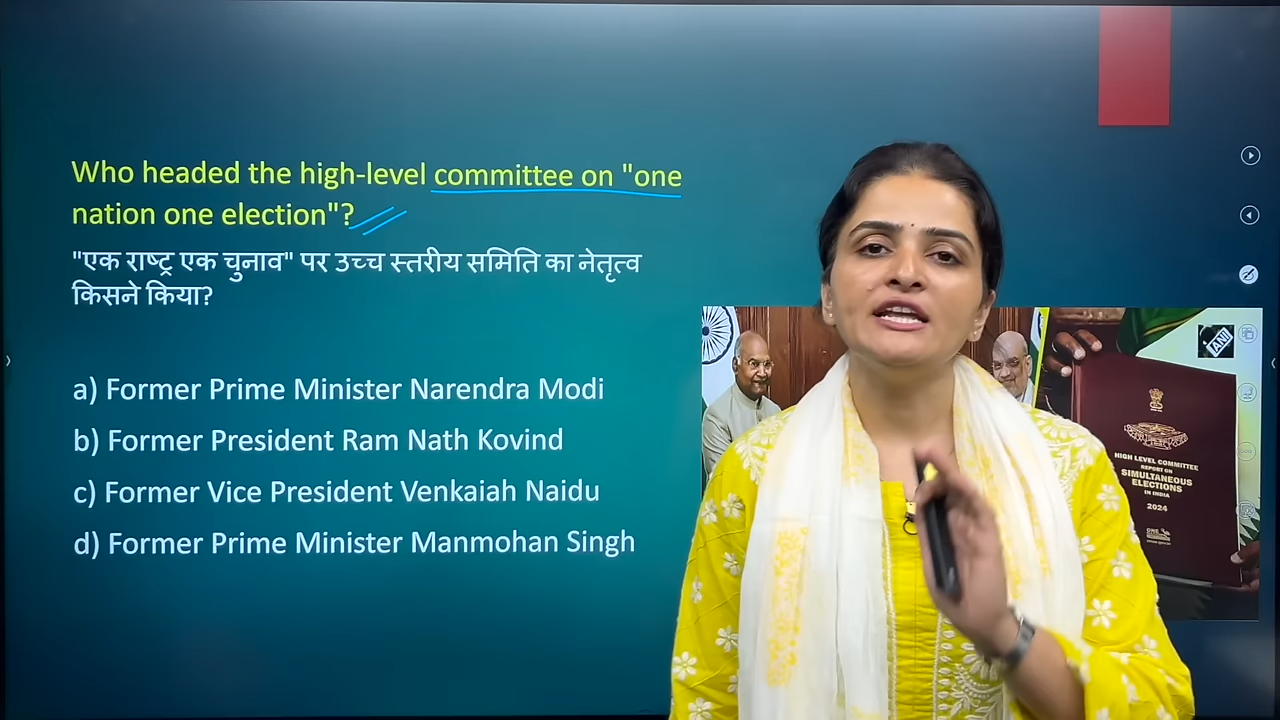 Who headed the high-level committee on "one
nation one election"?
"एक राष्ट्र एक चुनाव" पर उच्च स्तरीय समिति का नेतृत्व
किसने किया?
a) Former Prime Minister Narendra Modi
b) Former President Ram Nath Kovind
c) Former Vice President Venkaiah Naidu
d) Former Prime Minister Manmohan Singh
ANI
HIGH LEVEL COMMITTEE
REPORT ON
SIMULTANEOUS
ELECTIONS
IN INDIA
2024
ONE